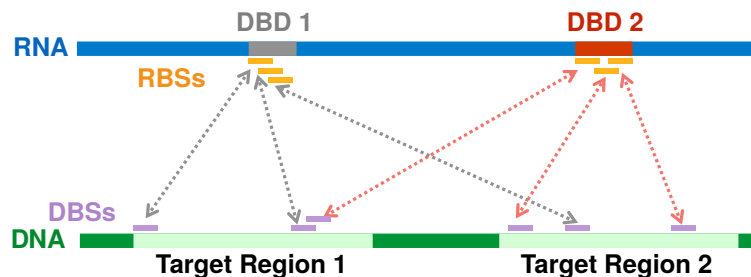 DBD 1 DBD 2
RNA
RBSs
DBSs
DNA
Target Region 1 Target Region 2